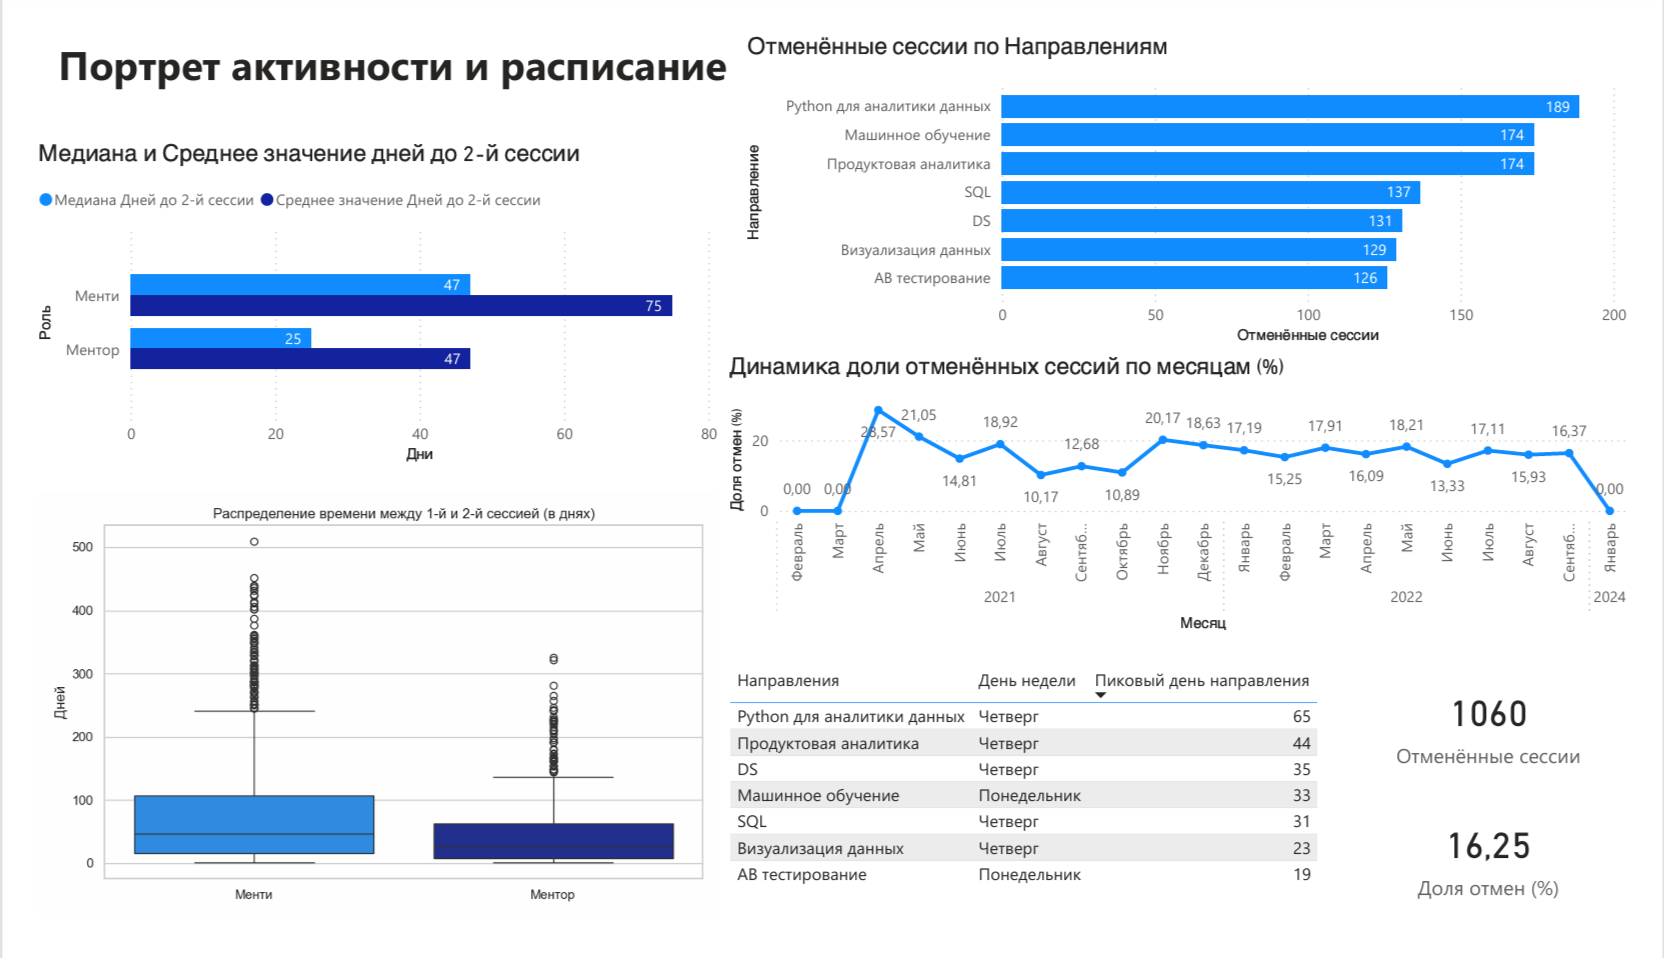 Портрет активности и расписание
Медиана и Среднее значение дней до 2-й сессии
Медиана Дней до 2-й сессии Среднее значение Дней до 2-й сессии
Роль
Менти
47
75
Ментор
25
47
0 20 40 60 80
Дни
Распределение времени между 1-й и 2-й сессией (в днях)
Дней
500
400
300
200
100
0
Менти Ментор
Отменённые сессии по Направлениям
Направление
Python для аналитики данных 189
Машинное обучение 174
Продуктовая аналитика 174
SQL 137
DS 131
Визуализация данных 129
AB тестирование 126
0 50 100 150 200
Отменённые сессии
Динамика доли отменённых сессий по месяцам (%)
Доля отмен (%)
20
0
0,00 0,00 28,57 21,05 14,81 18,92 10,17 12,68 10,89 20,17 18,63 17,19 15,25 17,91 16,09 18,21 13,33 17,11 15,93 16,37 0,00
Февраль Март Апрель Май Июнь Июль Август Сентяб... Октябрь Ноябрь Декабрь Январь Февраль Март Апрель Май Июнь Июль Август Сентяб... Январь
2021 2022 2024
Месяц
Направления День недели Пиковый день направления
Python для аналитики данных Четверг 65
Продуктовая аналитика Четверг 44
DS Четверг 35
Машинное обучение Понедельник 33
SQL Четверг 31
Визуализация данных Четверг 23
AB тестирование Понедельник 19
1060
Отменённые сессии
16,25
Доля отмен (%)